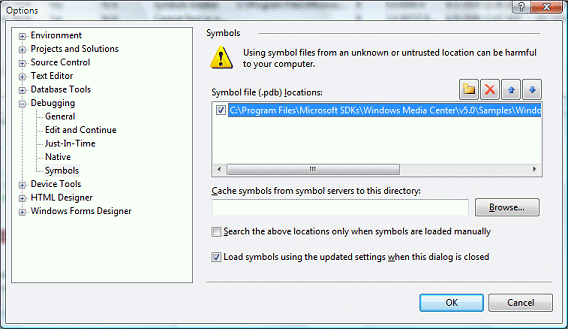 Options
Environment
Projects and Solutions
Source Control
Text Editor
Database Tools
Debugging
General
Edit and Continue
Just-In-Time
Native
Symbols
Device Tools
HTML Designer
Windows Forms Designer
Symbols
Using symbol files from an unknown or untrusted location can be harmful
to your computer.
Symbol file (.pdb) locations:
C:\Program Files\Microsoft SDKs\Windows Media Center\v5.0\Samples\Windo
Cache symbols from symbol servers to this directory:
Browse...
Search the above locations only when symbols are loaded manually
Load symbols using the updated settings when this dialog is closed
OK
Cancel